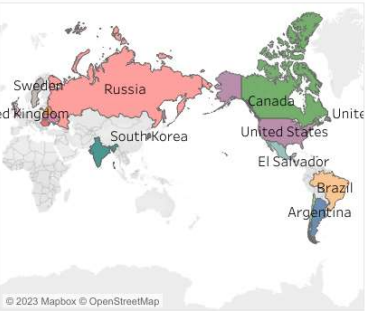 Sweden
Russia
ed Kingdom
South Korea
Canada
Unite
United States
El Salvador
Brazil
Argentina
© 2023 Mapbox © OpenStreetMap